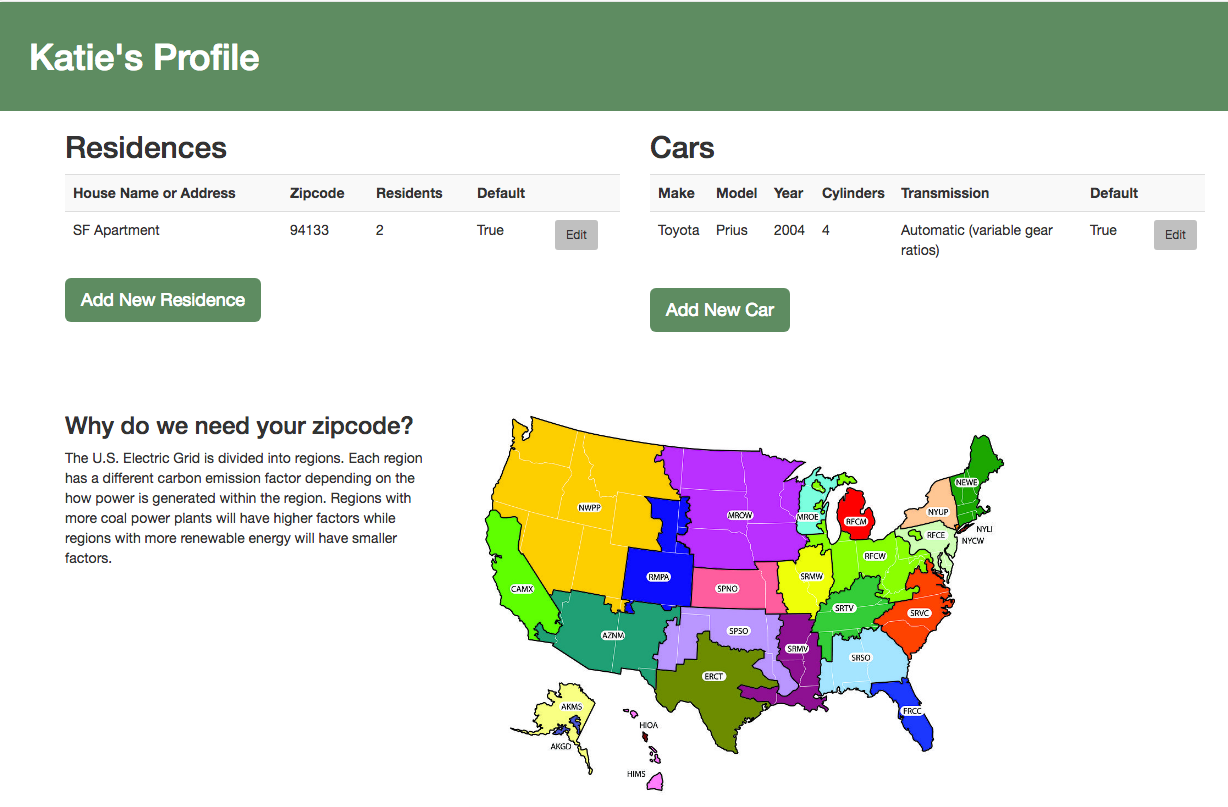 Katie's Profile
Residences
House Name or Address Zipcode Residents Default
SF Apartment 94133 2 True Edit
Add New Residence
Cars
Make Model Year Cylinders Transmission Default
Toyota Prius 2004 4 Automatic (variable gear True Edit
ratios)
Add New Car
Why do we need your zipcode?
The U.S. Electric Grid is divided into regions. Each region
has a different carbon emission factor depending on the
how power is generated within the region. Regions with
more coal power plants will have higher factors while
regions with more renewable energy will have smaller
factors.
NEWE
NWPP
MROW
MROE
RFCM
NYUP
NYLI
RFCE
NYCW
RFCW
RMPA
SRMW
CAMX
SPNO
SRTV
SRVC
AZNM
SPSO
SRMV
SRSO
ERCT
AKMS
FRCC
HIOA
AKGD
HIMS